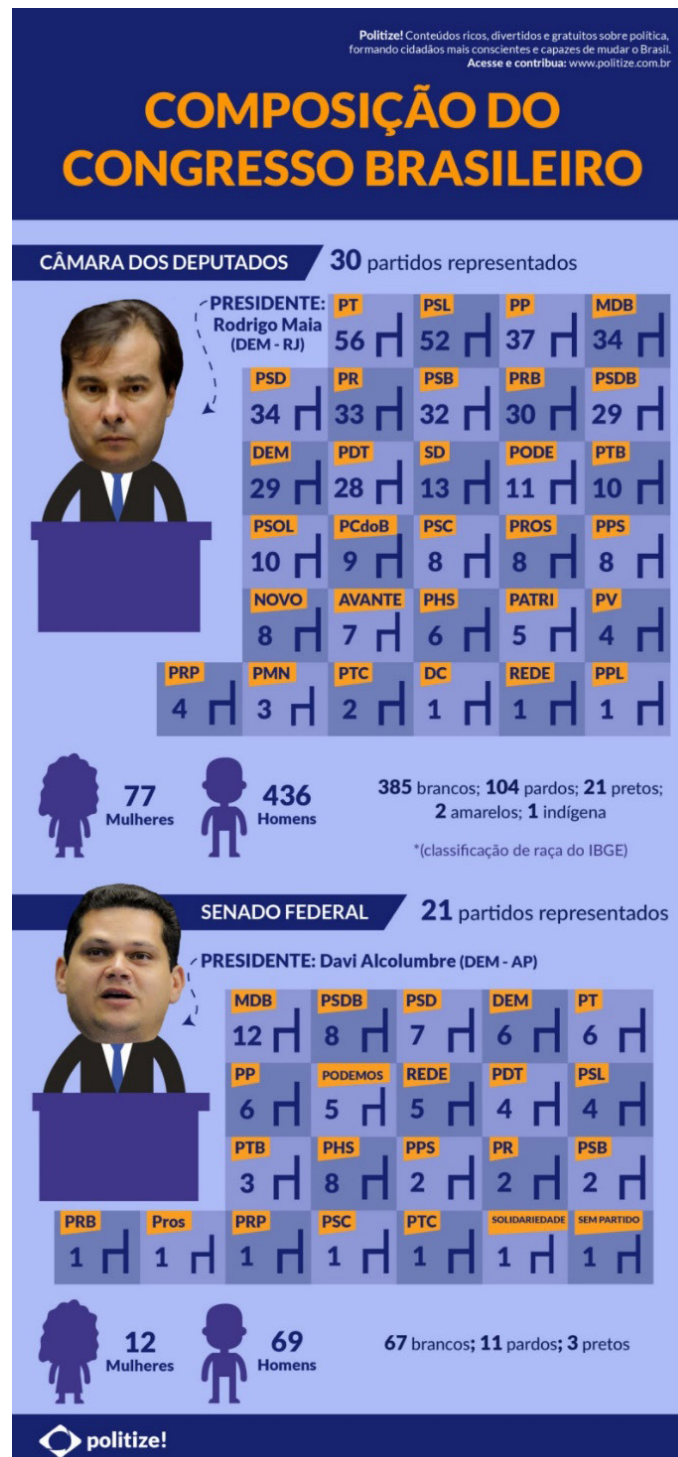 Politize! Conteúdos ricos, divertidos e gratuitos sobre política,
formando cidadãos mais conscientes e capazes de mudar o Brasil.
Acesse e contribua: www.politize.com.br
COMPOSIÇÃO DO
CONGRESSO BRASILEIRO
CÂMARA DOS DEPUTADOS
30 partidos representados
PRESIDENTE:
Rodrigo Maia
(DEM - RJ)
PT PSL PP MDB
56 52 37 34
PSD PR PSB PRB PSDB
34 33 32 30 29
DEM PDT SD PODE PTB
29 28 13 11 10
PSOL PCdoB PSC PROS PPS
10 9 8 8 8
NOVO AVANTE PHS PATRI PV
8 7 6 5 4
PRP PMN PTC DC REDE PPL
4 3 2 1 1 1
77
Mulheres
436
Homens
385 brancos; 104 pardos; 21 pretos;
2 amarelos; 1 indígena
*(classificação de raça do IBGE)
SENADO FEDERAL
21 partidos representados
PRESIDENTE: Davi Alcolumbre (DEM - AP)
MDB PSDB PSD DEM PT
12 8 7 6 6
PP PODEMOS REDE PDT PSL
6 5 5 4 4
PTB PHS PPS PR PSB
3 8 2 2 2
PRB Pros PRP PSC PTC SOLIDARIEDADE SEM PARTIDO
1 1 1 1 1 1 1
12
Mulheres
69
Homens
67 brancos; 11 pardos; 3 pretos
politize!